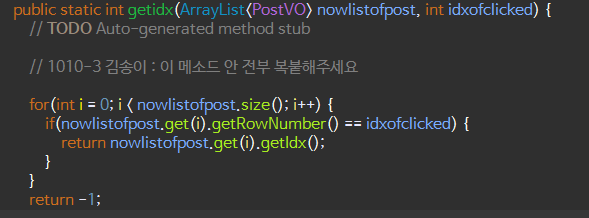 public static int getidx(ArrayList<PostVO> nowlistofpost, int idxofclicked) {
// TODO Auto-generated method stub
// 1010-3 김송이 : 이 메소드 안 전부 복붙해주세요
for(int i = 0; i < nowlistofpost.size(); i++) {
if(nowlistofpost.get(i).getRowNumber() == idxofclicked) {
return nowlistofpost.get(i).getIdx();
}
}
return -1;